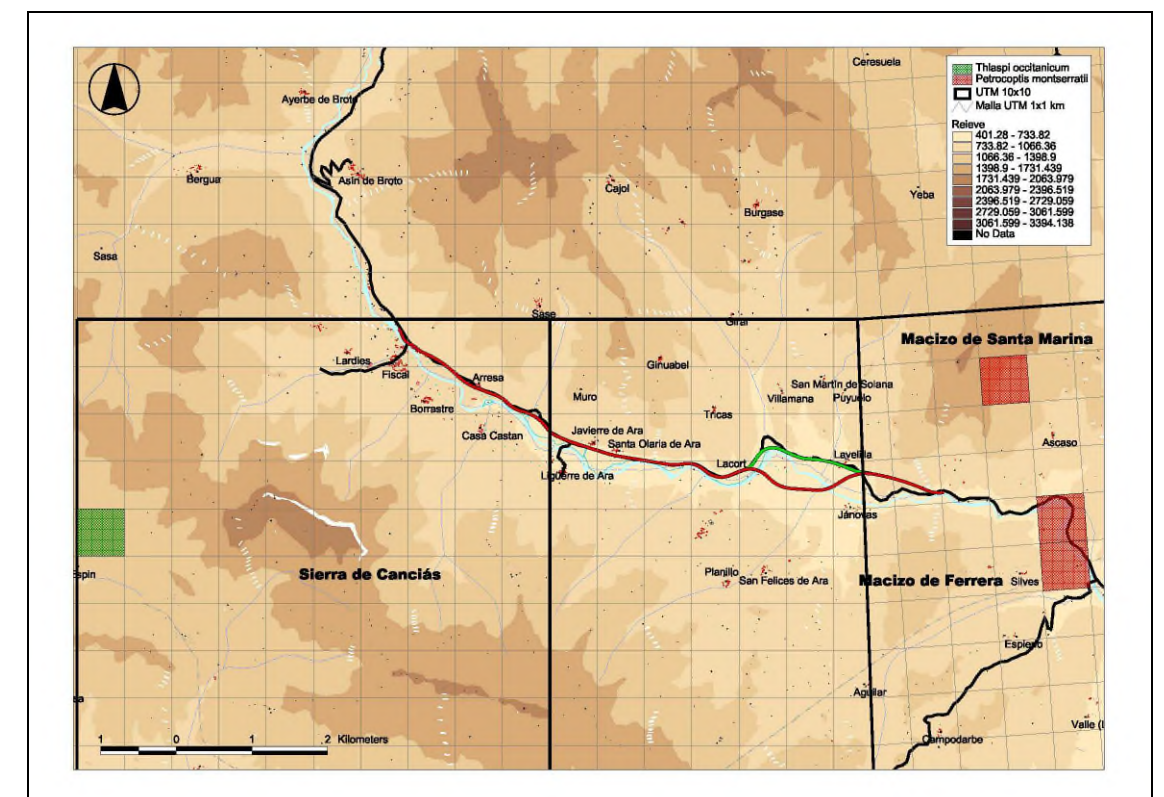 Ceresuela
Thlaspi occitanicum
Petrocoptis montserratii
UTM 10x10
Malla UTM 1x1 km
Relieve
401.28 - 733.82
733.82 - 1066.36
1066.36 - 1398.9
1398.9 - 1731.439
1731.439 - 2063.979
2063.979 - 2396.519
2396.519 - 2729.059
2729.059 - 3061.599
3061.599 - 3394.138
No Data
Ayerbe de Broto
Bergua
Asín de Broto
Cajol
Yeba
Burgase
Sasa
Sase
Giral
Macizo de Santa Marina
Lardies
Fiscal
Ginuabel
Arresa
San Martín de Solana
Muro
Villamana
Puyuelo
Borrastre
Tricas
Casa Castan
Javierre de Ara
Santa Olaria de Ara
Ascaso
Lacort
Lavelilla
Ligüerre de Ara
Jánovas
Sierra de Canciás
Planillo
San Felices de Ara
Macizo de Ferrera
Silves
Espierlo
Aguilar
Valle (L
Campodarbe
1 0 1 2 Kilometers